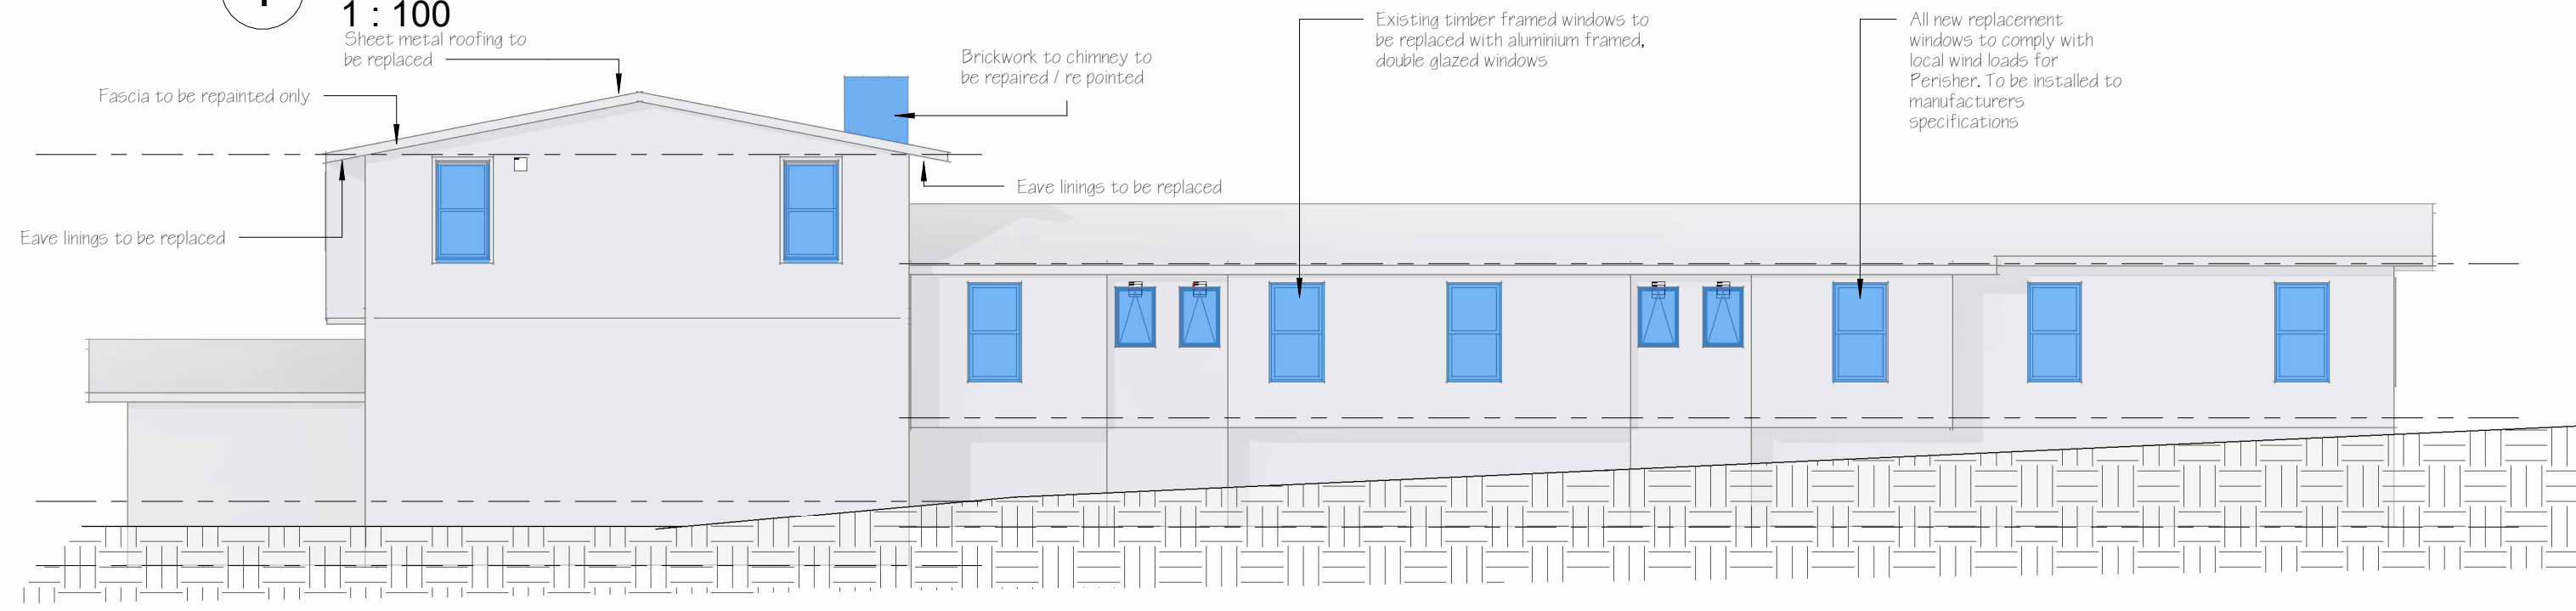 1 : 100
Sheet metal roofing to
be replaced
Fascia to be repainted only
Eave linings to be replaced
Brickwork to chimney to
be repaired / re pointed
Eave linings to be replaced
Existing timber framed windows to
be replaced with aluminium framed,
double glazed windows
All new replacement
windows to comply with
local wind loads for
Perisher. To be installed to
manufacturers
specifications